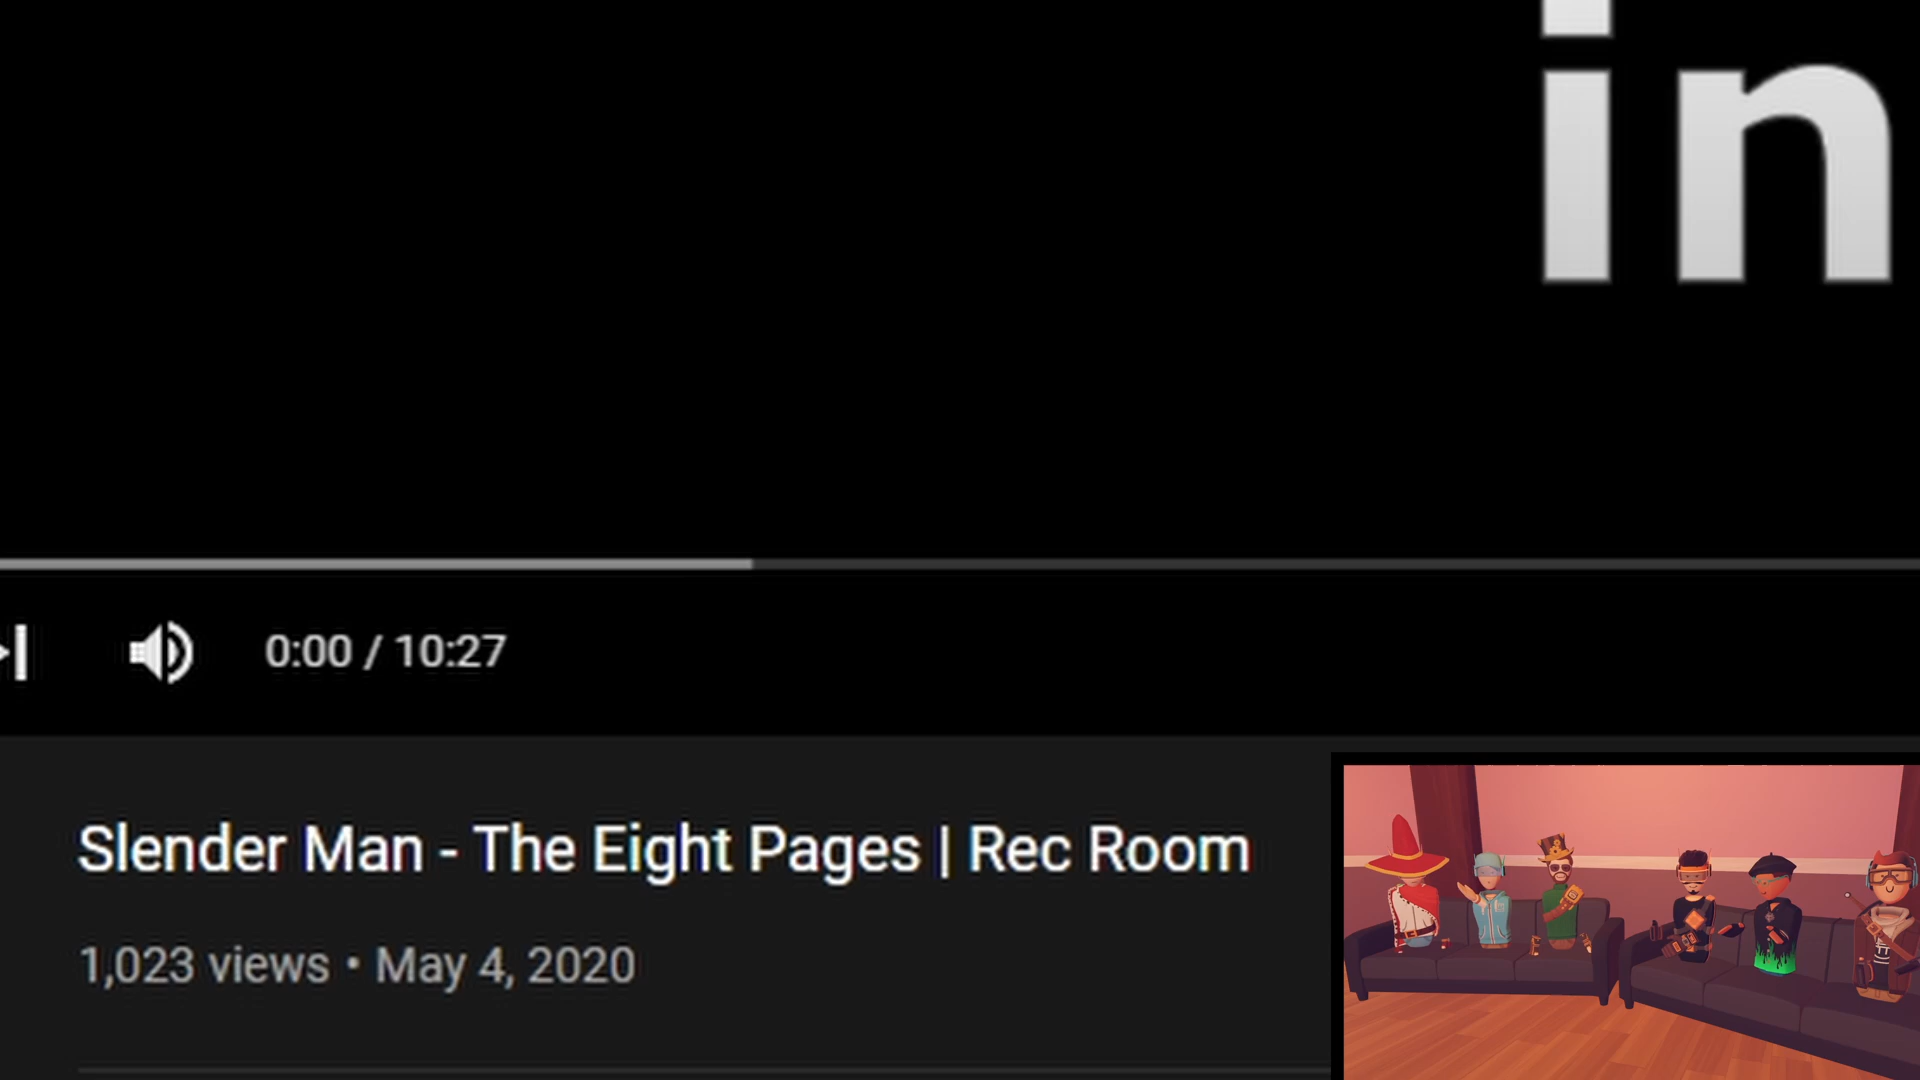 in
0:00 / 10:27
Slender Man - The Eight Pages | Rec Room
1,023 views • May 4, 2020